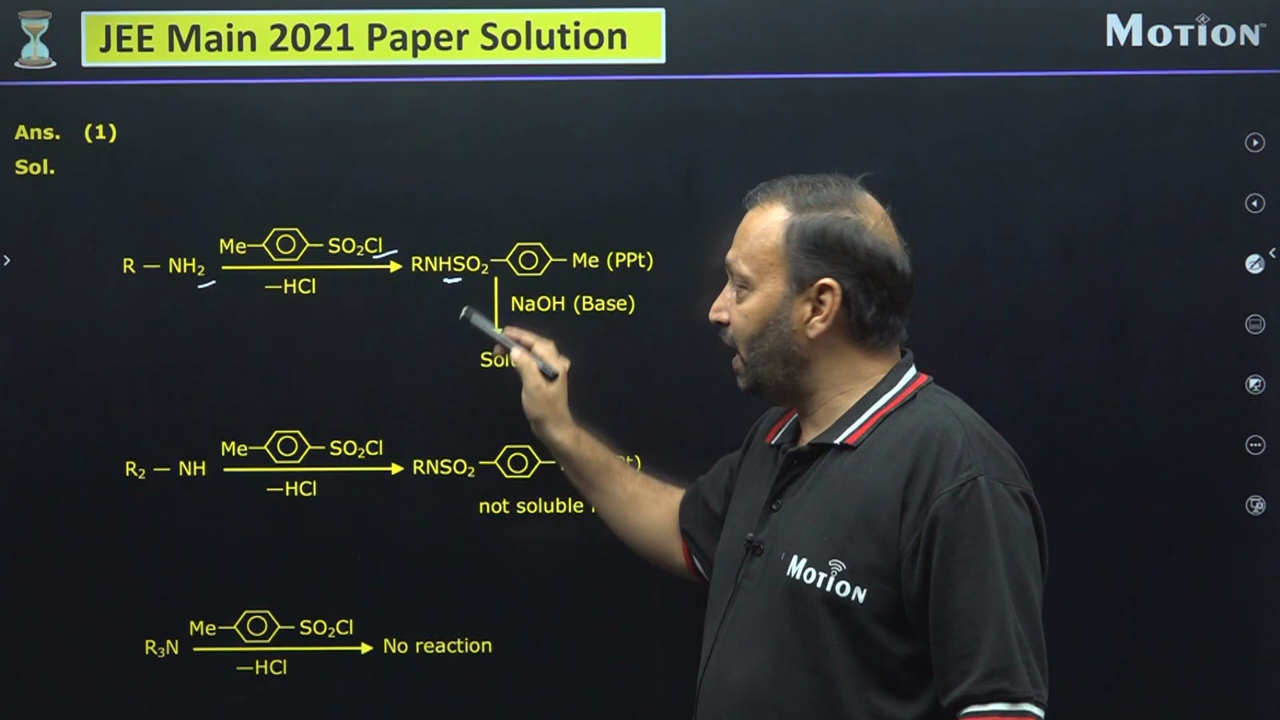 JEE Main 2021 Paper Solution
MOTION
Ans. (1)
Sol.
R — NH₂ Me— —SO₂Cl —HCl RNHSO₂— —Me (PPt)
NaOH (Base)
R₂ — NH Me— —SO₂Cl —HCl RNSO₂—
not soluble
R₃N Me— —SO₂Cl —HCl No reaction
MOTION